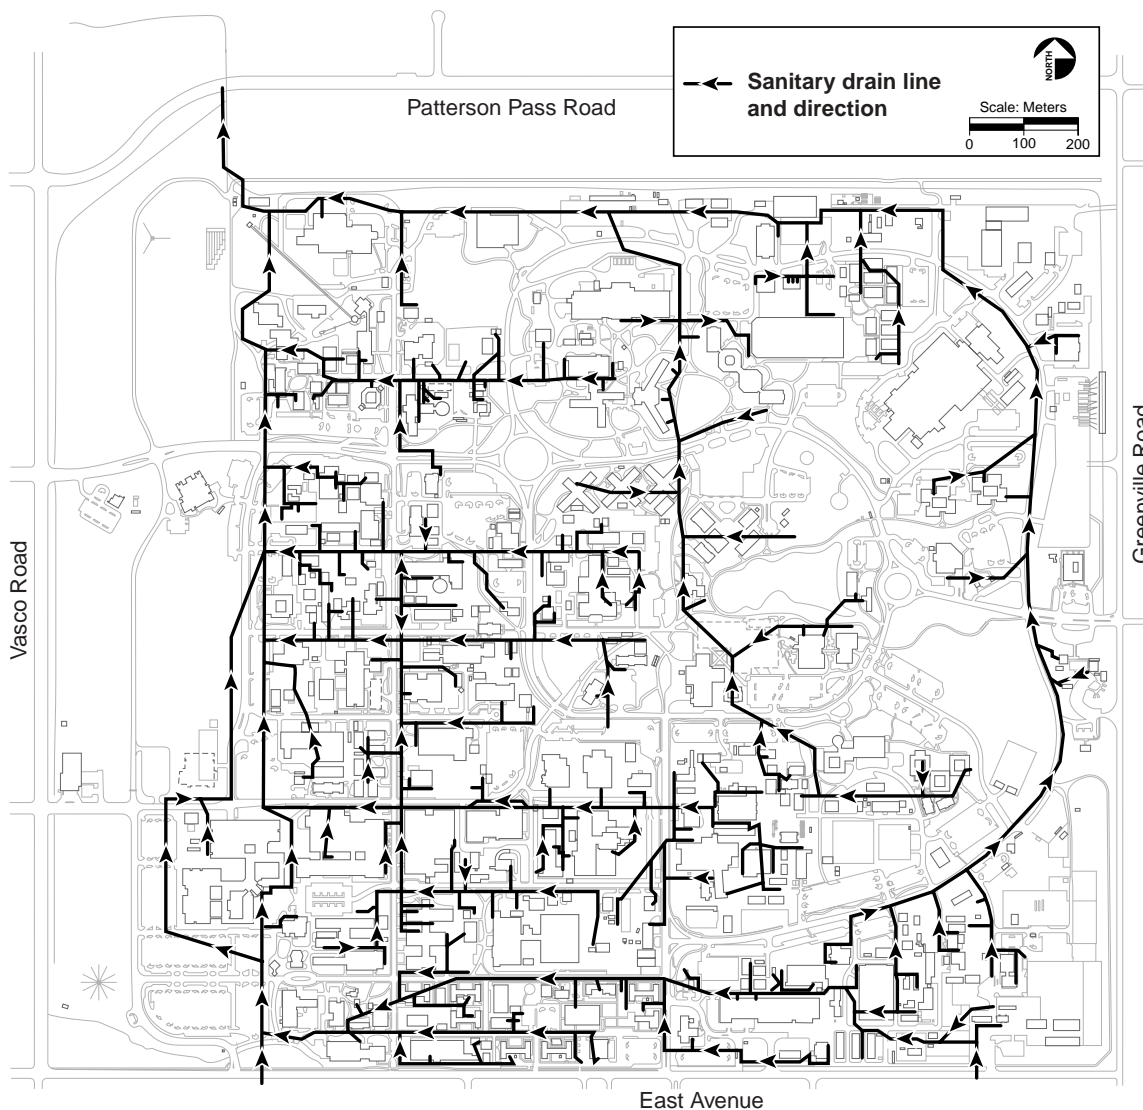 Patterson Pass Road
Sanitary drain line
and direction
NORTH
Scale: Meters
0 100 200
Vasco Road
Greenville Road
East Avenue